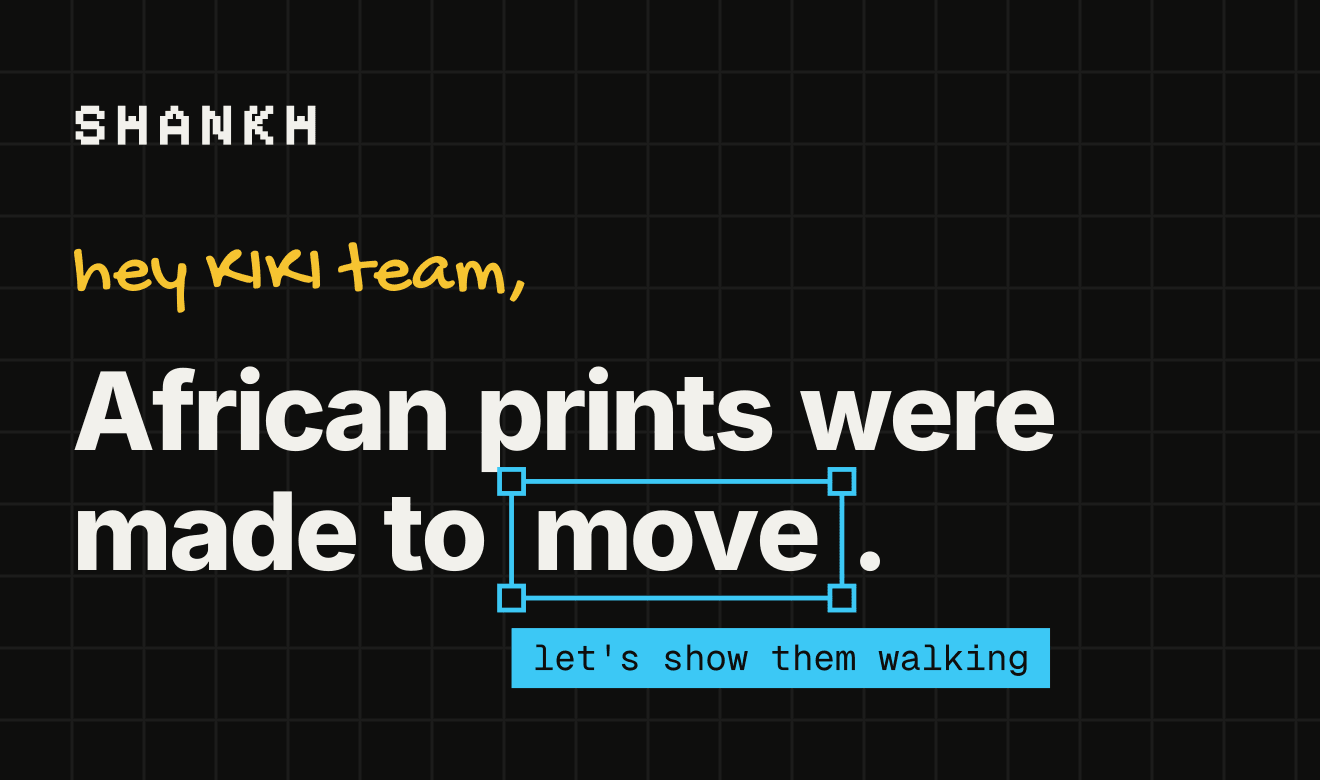 SHANKH
hey KIKI team,
African prints were
made to move.
let's show them walking